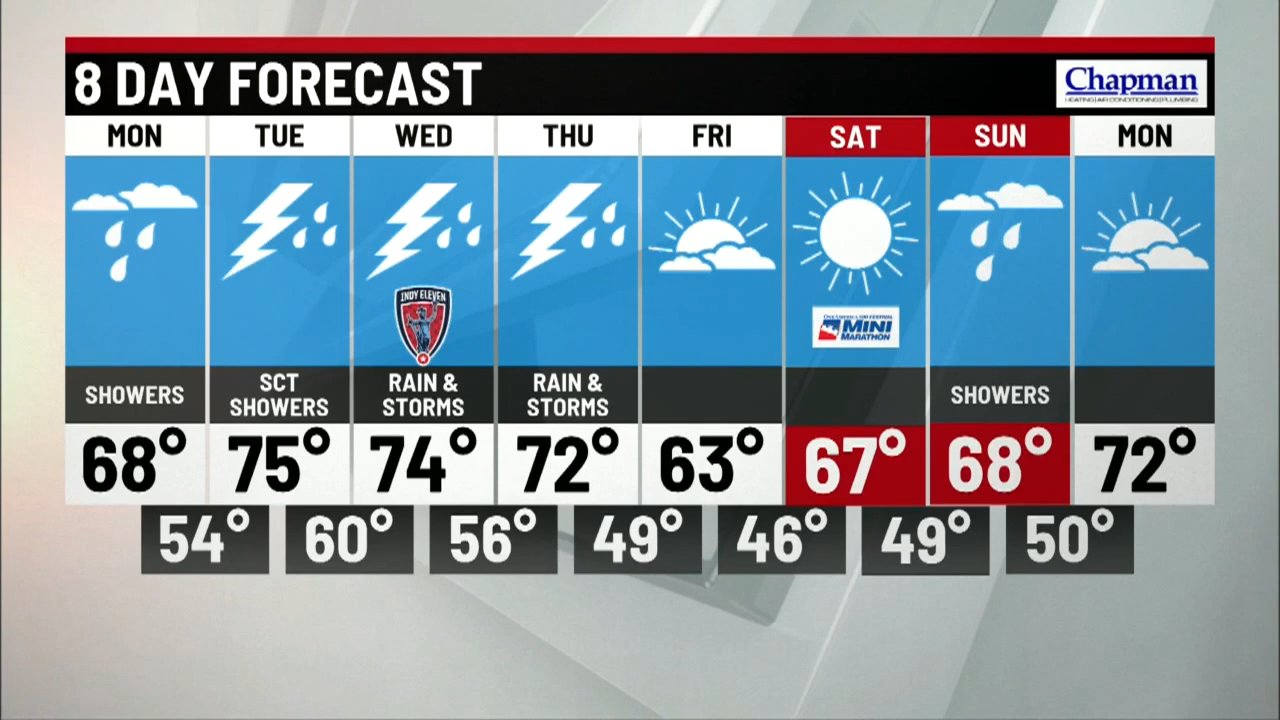 8 DAY FORECAST
Chapman
HEATING|AIR CONDITIONING|PLUMBING
MON TUE WED THU FRI SAT SUN MON
INDY ELEVEN
MINI
MARATHON
SHOWERS
SCT
SHOWERS
RAIN &
STORMS
RAIN &
STORMS
SHOWERS
68° 75° 74° 72° 63° 67° 68° 72°
54° 60° 56° 49° 46° 49° 50°